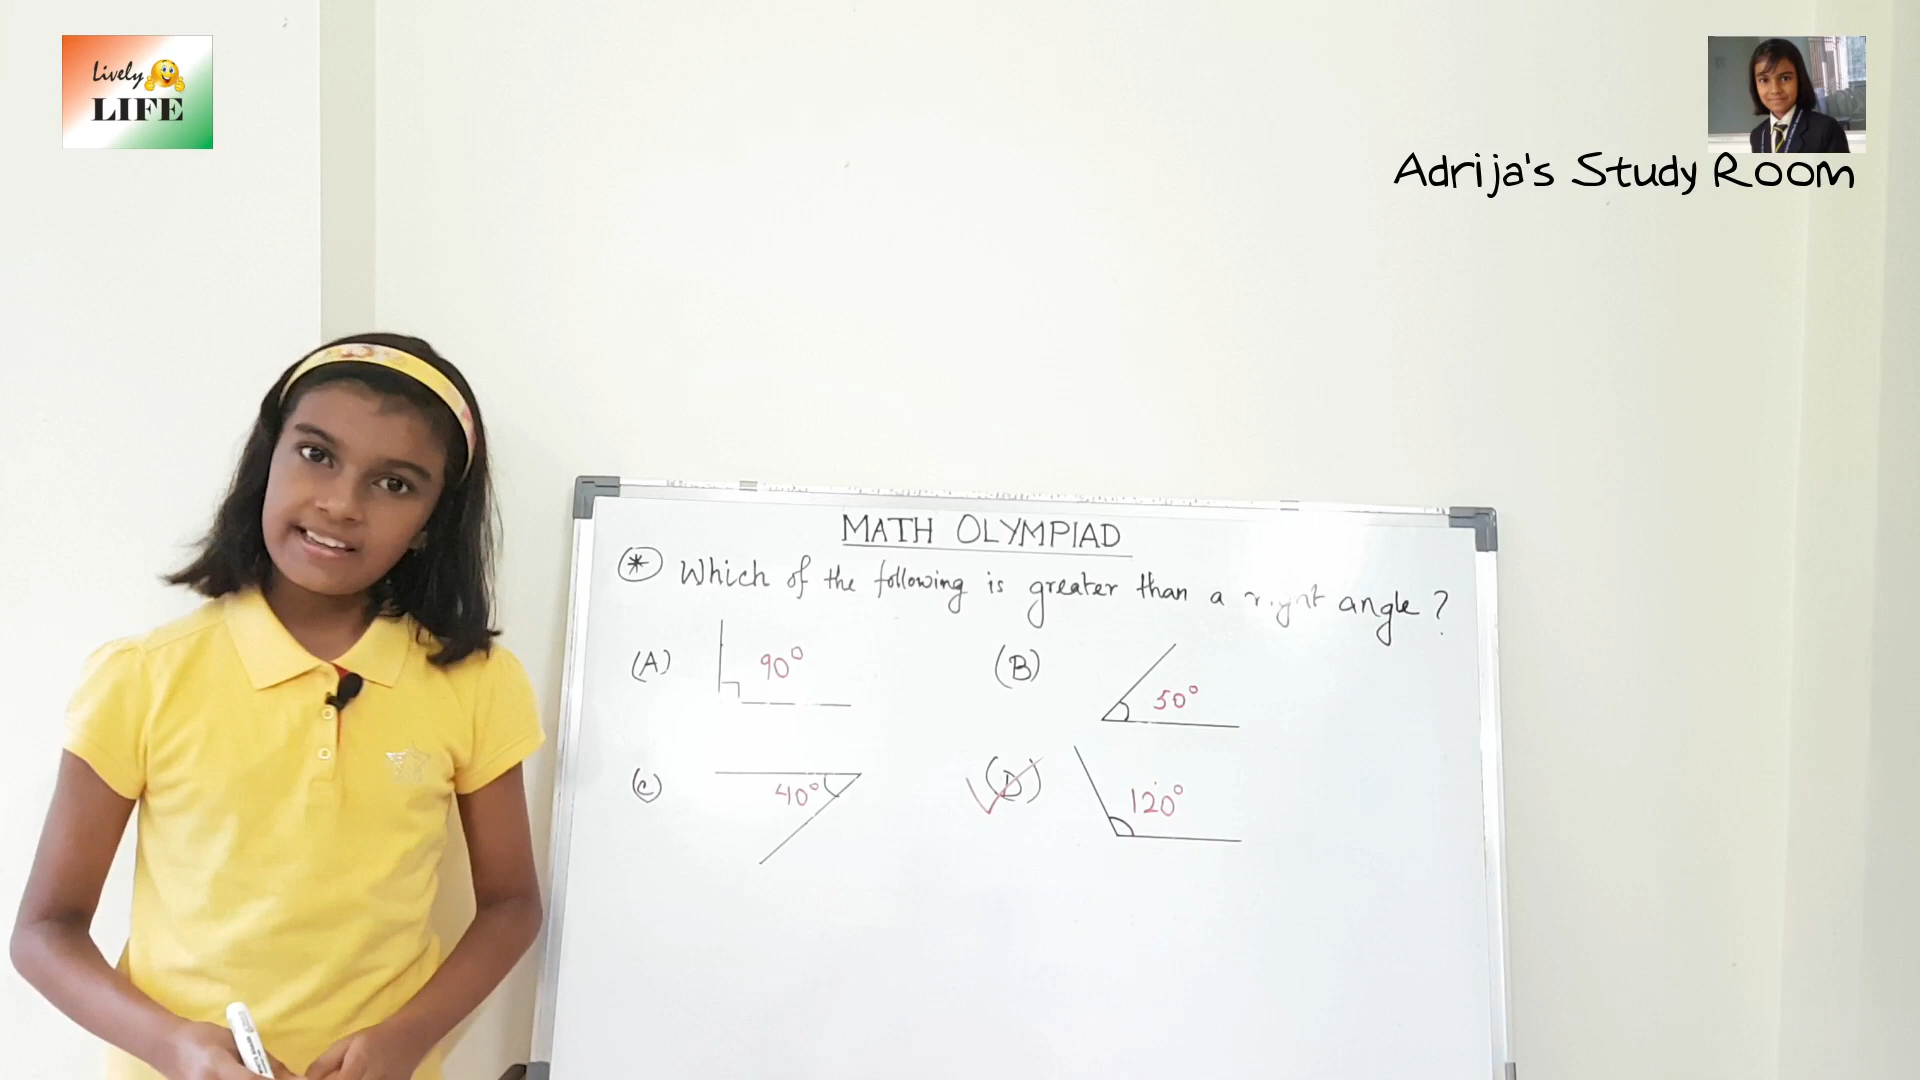 Lively
LIFE
Adrija's Study Room
MATH OLYMPIAD
* Which of the following is greater than a right angle ?
(A) 90° (B) 50°
(C) 40° (D) 120°